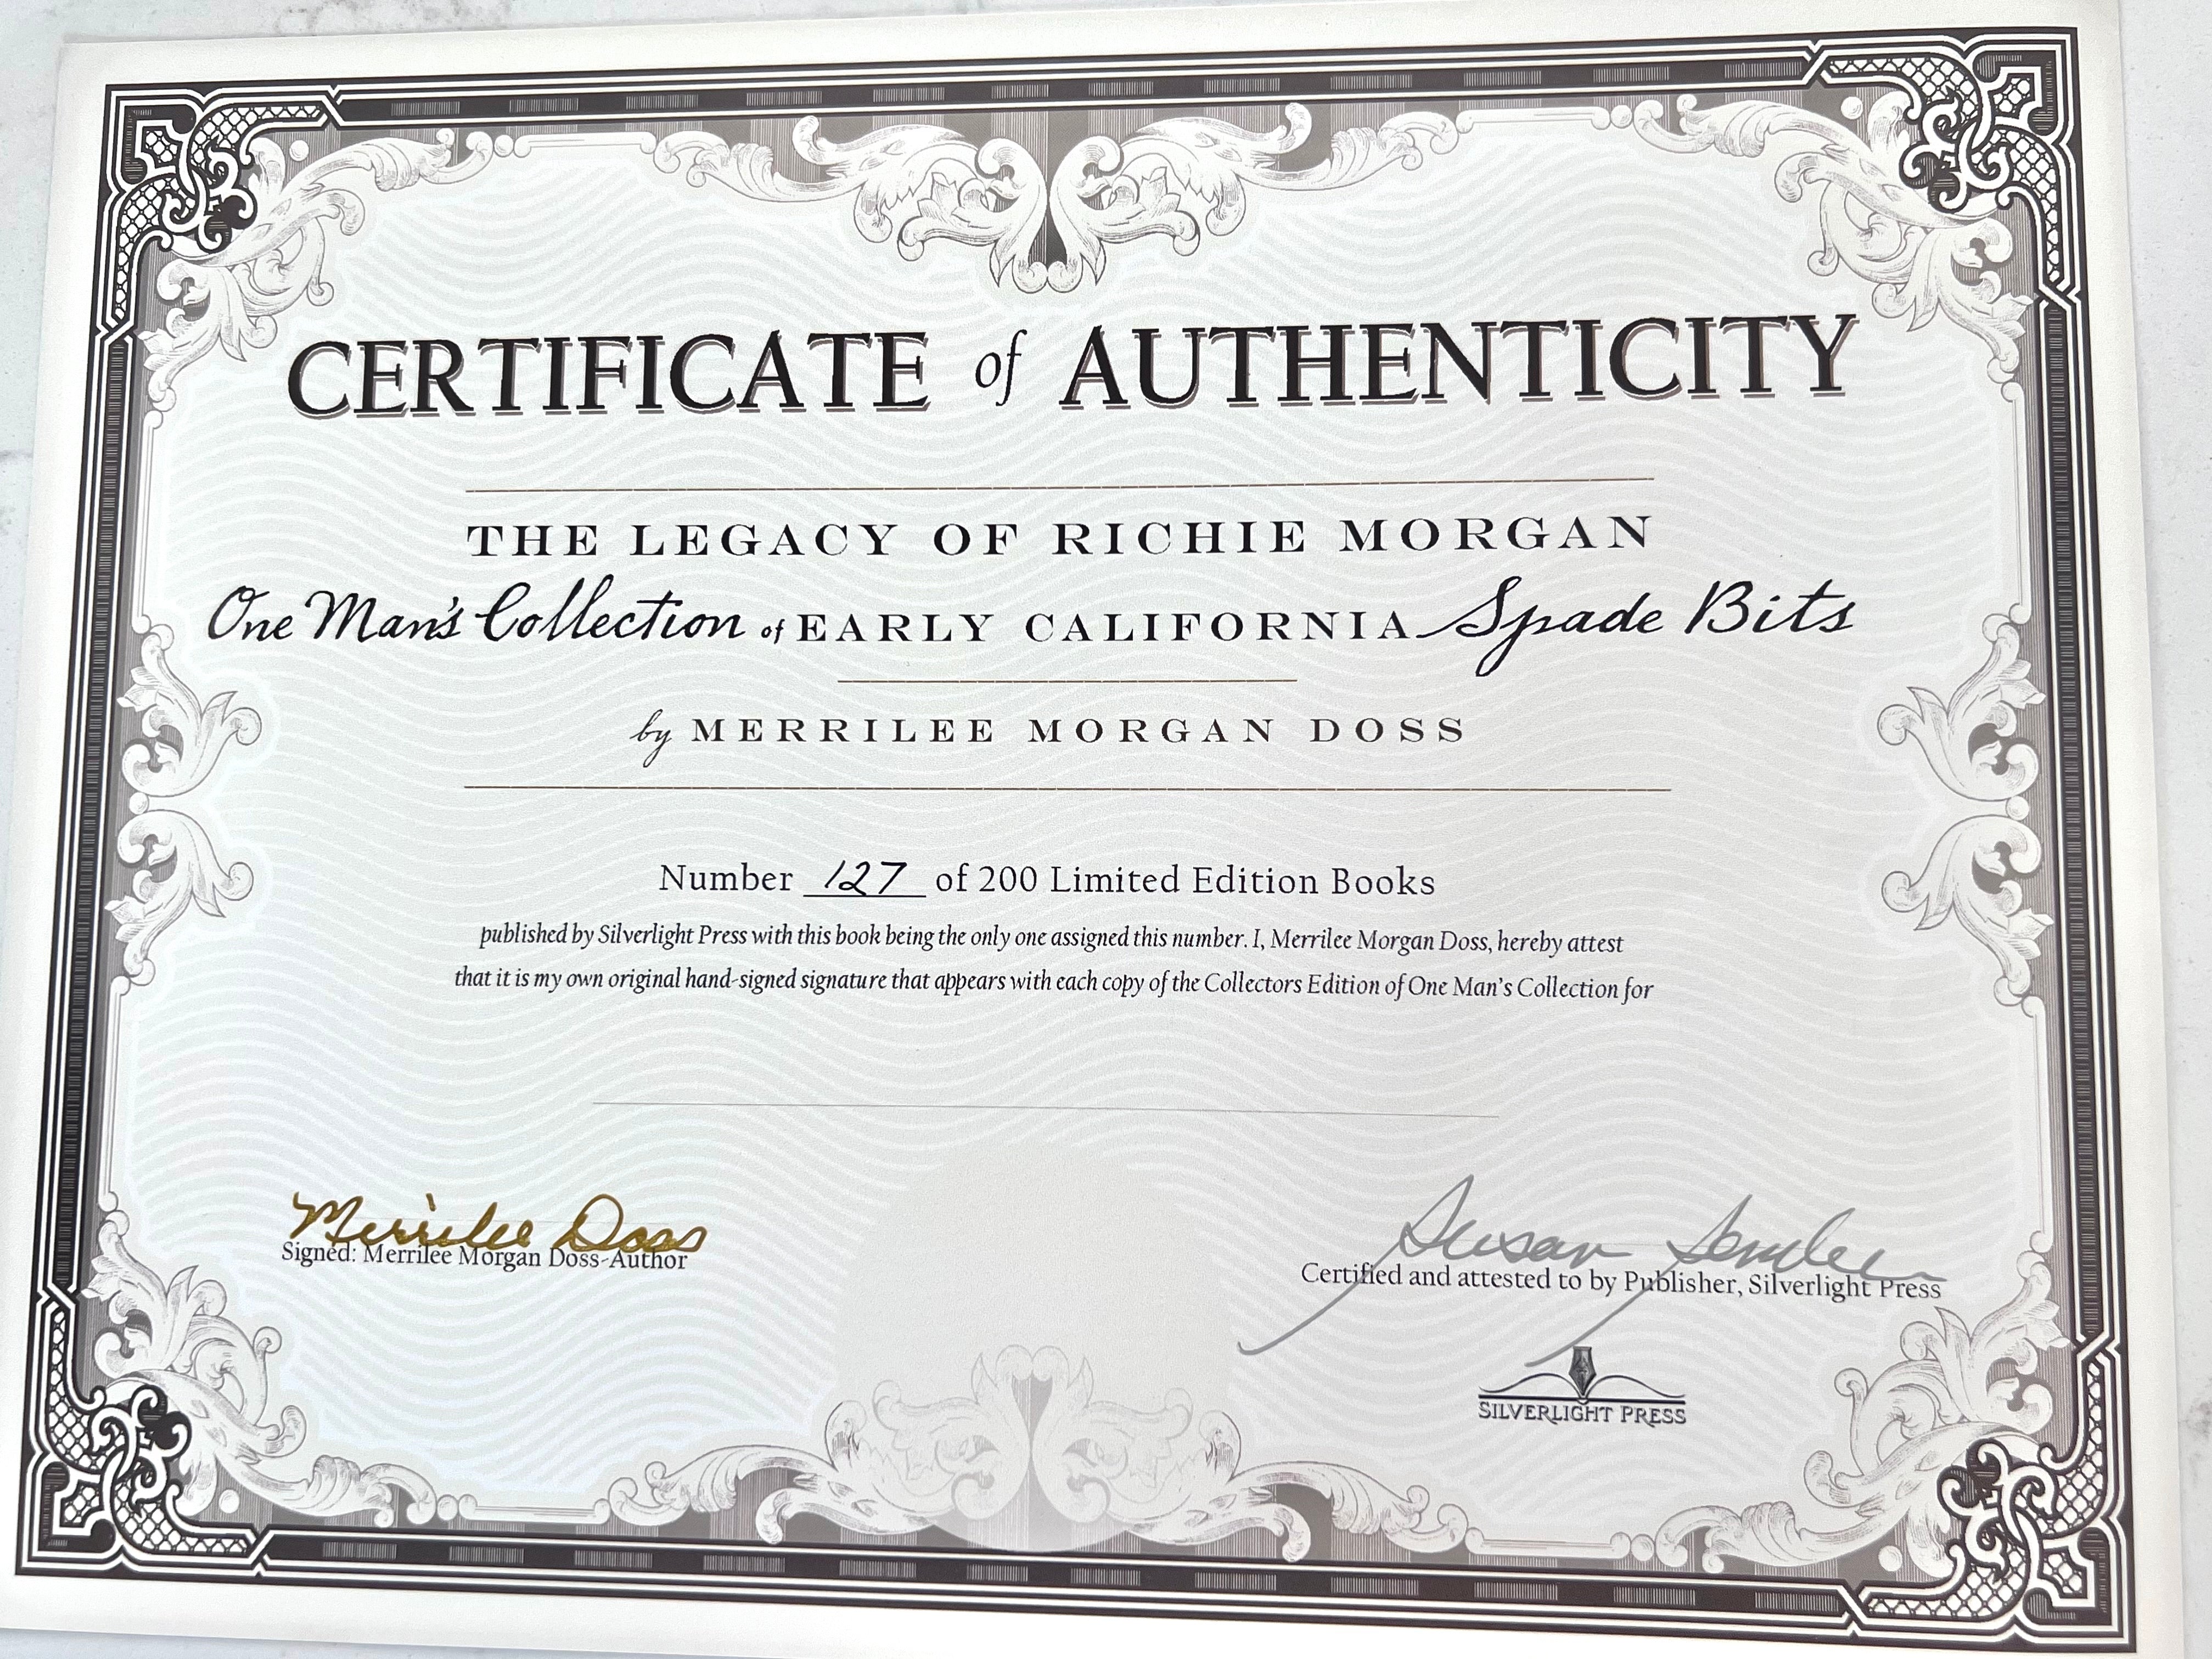 CERTIFICATE of AUTHENTICITY
THE LEGACY OF RICHIE MORGAN
One Man's Collection of EARLY CALIFORNIA Spade Bits
by MERRILEE MORGAN DOSS
Number 127 of 200 Limited Edition Books
published by Silverlight Press with this book being the only one assigned this number. I, Merrilee Morgan Doss, hereby attest
that it is my own original hand-signed signature that appears with each copy of the Collectors Edition of One Man's Collection for
Merrilee Doss
Signed: Merrilee Morgan Doss-Author
Susan
Certified and attested to by Publisher, Silverlight Press
SILVERLIGHT PRESS